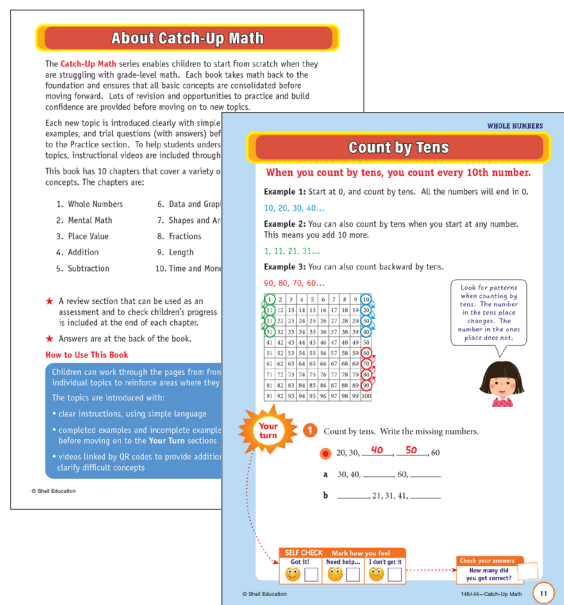 About Catch-Up Math
The Catch-Up Math series enables children to start from scratch when they
are struggling with grade-level math. Each book takes math back to the
foundation and ensures that all basic concepts are consolidated before
moving forward. Lots of revision and opportunities to practice and build
confidence are provided before moving on to new topics.
Each new topic is introduced clearly with simple
examples, and trial questions (with answers) bef
to the Practice section. To help students unders
topics, instructional videos are included through
This book has 10 chapters that cover a variety o
concepts. The chapters are:
1. Whole Numbers
2. Mental Math
3. Place Value
4. Addition
5. Subtraction
6. Data and Grap
7. Shapes and Ar
8. Fractions
9. Length
10. Time and Mone
★ A review section that can be used as an
assessment and to check children's progress
is included at the end of each chapter.
★ Answers are at the back of the book.
How to Use This Book
Children can work through the pages from fron
individual topics to reinforce areas where they
The topics are introduced with:
• clear instructions, using simple language
• completed examples and incomplete example
before moving on to the Your Turn sections
• videos linked by QR codes to provide addition
clarify difficult concepts
© Shell Education
WHOLE NUMBERS
Count by Tens
When you count by tens, you count every 10th number.
Example 1: Start at 0, and count by tens. All the numbers will end in 0.
10, 20, 30, 40...
Example 2: You can also count by tens when you start at any number.
This means you add 10 more.
1, 11, 21, 31...
Example 3: You can also count backward by tens.
90, 80, 70, 60...
1 2 3 4 5 6 7 8 9 10
11 12 13 14 15 16 17 18 19 20
21 22 23 24 25 26 27 28 29 30
31 32 33 34 35 36 37 38 39 40
41 42 43 44 45 46 47 48 49 50
51 52 53 54 55 56 57 58 59 60
61 62 63 64 65 66 67 68 69 70
71 72 73 74 75 76 77 78 79 80
81 82 83 84 85 86 87 88 89 90
91 92 93 94 95 96 97 98 99 100
Look for patterns
when counting by
tens. The number
in the tens place
changes. The
number in the ones
place does not.
Your
turn
1 Count by tens. Write the missing numbers.
20, 30, 40, 50, 60
a 30, 40, ______, 60, ______
b ______, 21, 31, 41, ______
SELF CHECK Mark how you feel
Got it! Need help... I don't get it
Check your answers
How many did
you get correct?
© Shell Education
146444—Catch-Up Math
11